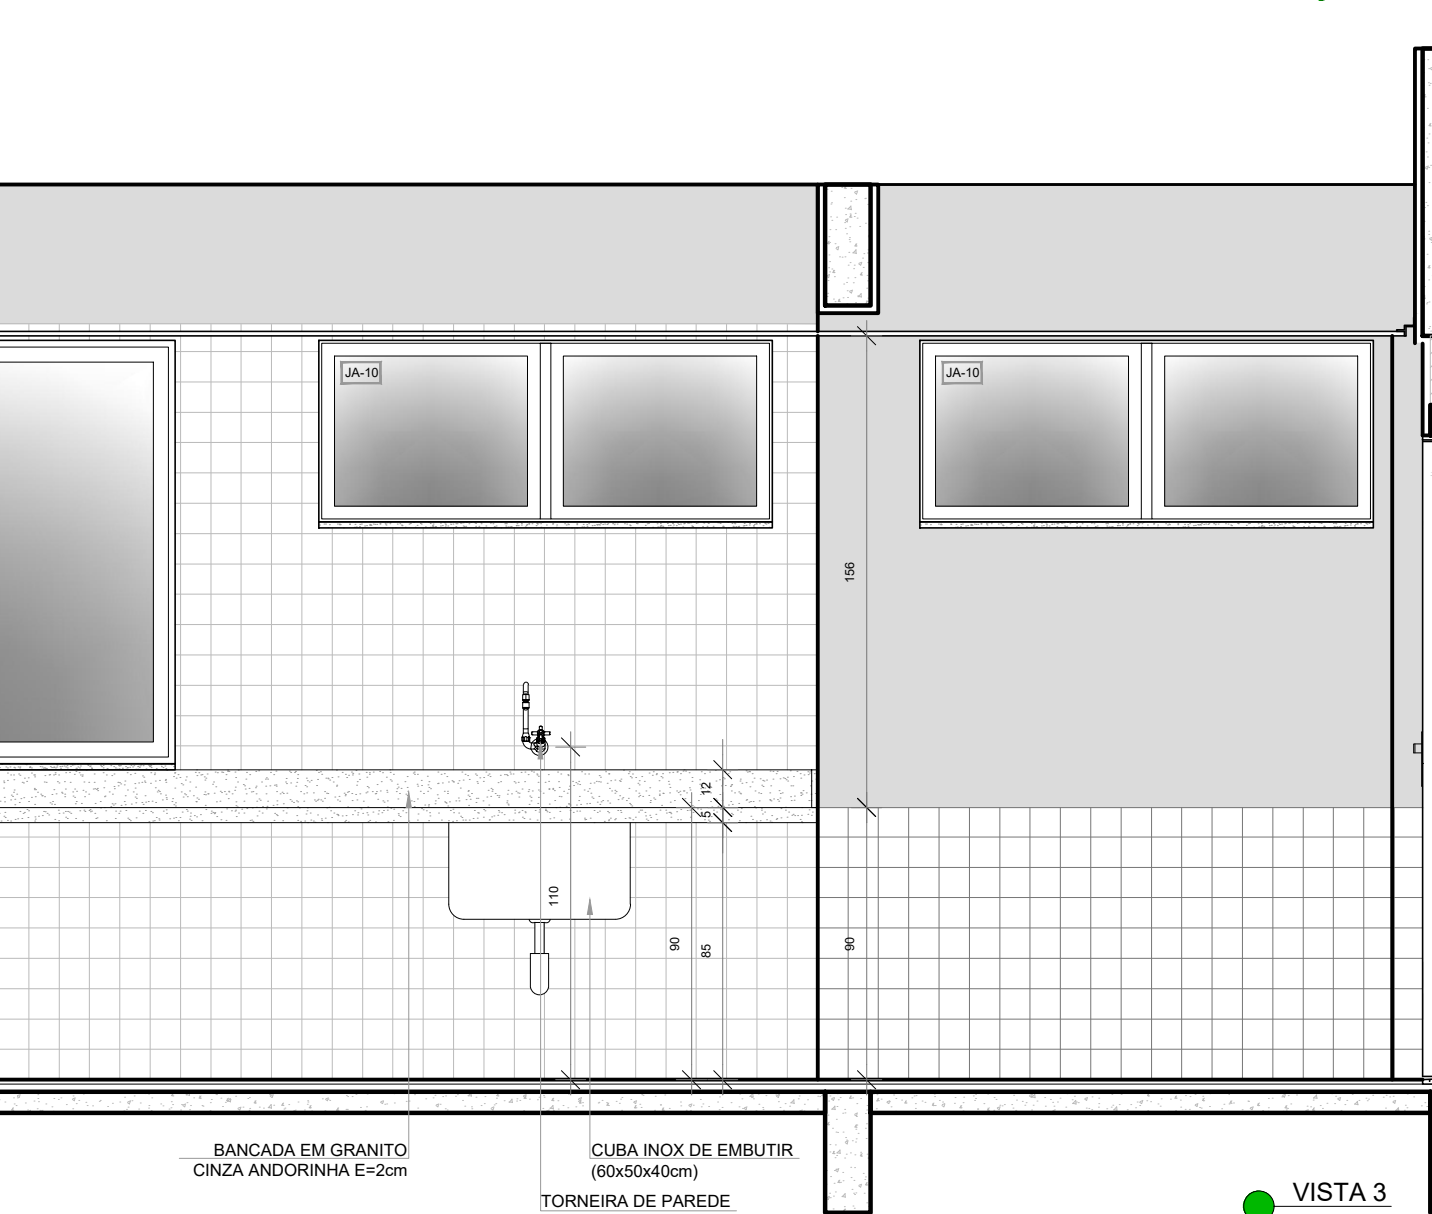 JA-10
JA-10
156
12
5
110
90
85
90
BANCADA EM GRANITO
CINZA ANDORINHA E=2cm
CUBA INOX DE EMBUTIR
(60x50x40cm)
TORNEIRA DE PAREDE
VISTA 3